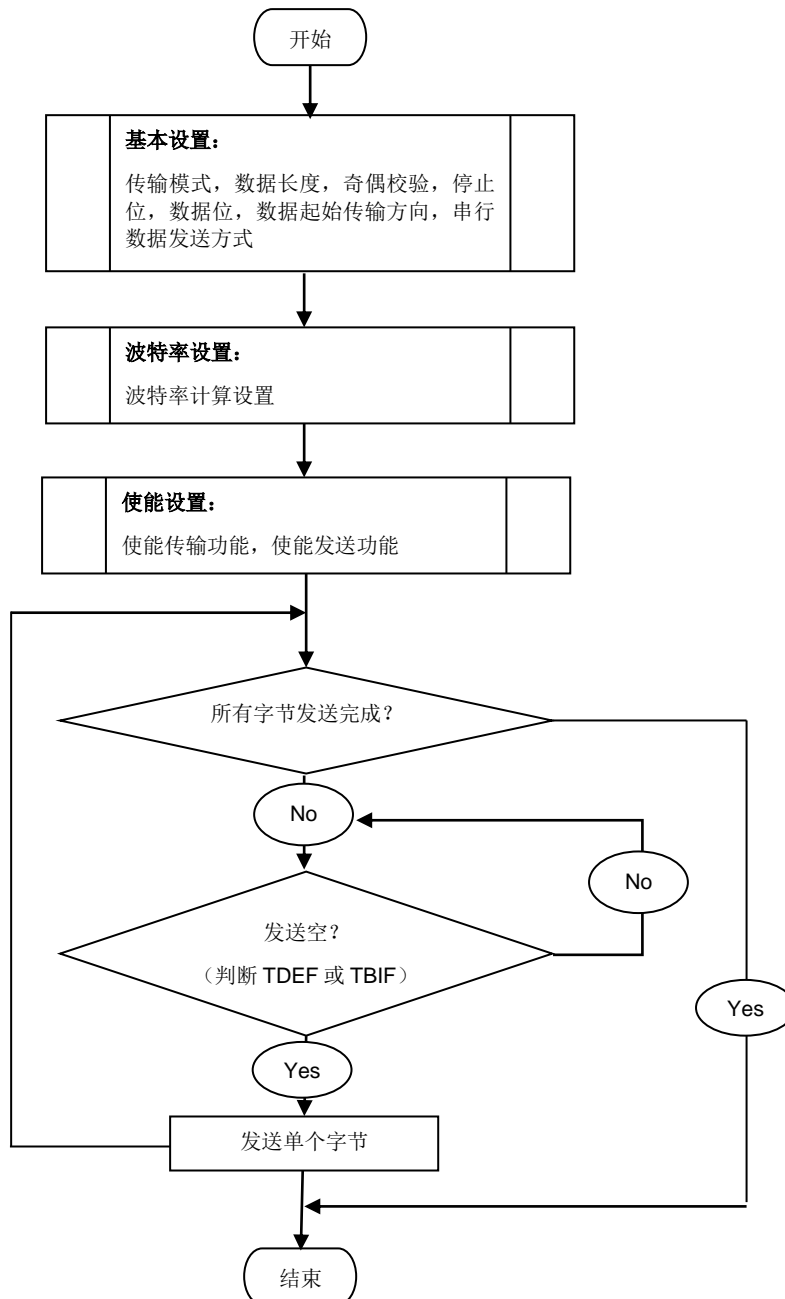 开始
基本设置：
传输模式，数据长度，奇偶校验，停止
位，数据位，数据起始传输方向，串行
数据发送方式
波特率设置：
波特率计算设置
使能设置：
使能传输功能，使能发送功能
所有字节发送完成？
No
No
发送空？
（判断 TDEF 或 TBIF）
Yes
Yes
发送单个字节
结束